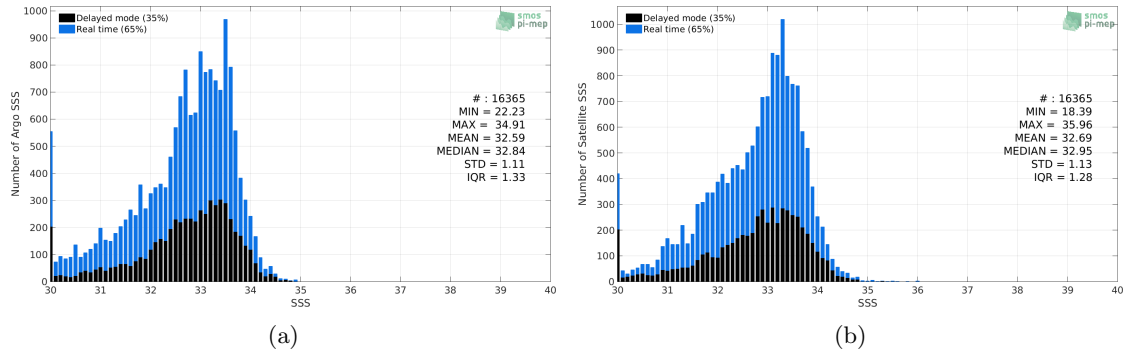 Delayed mode (35%)
Real time (65%)
smos
pi-mep
Number of Argo SSS
1000
900
800
700
600
500
400
300
200
100
0
# : 16365
MIN = 22.23
MAX = 34.91
MEAN = 32.59
MEDIAN = 32.84
STD = 1.11
IQR = 1.33
30 31 32 33 34 35 36 37 38 39 40
SSS
(a)
Delayed mode (35%)
Real time (65%)
smos
pi-mep
Number of Satellite SSS
1000
900
800
700
600
500
400
300
200
100
0
# : 16365
MIN = 18.39
MAX = 35.96
MEAN = 32.69
MEDIAN = 32.95
STD = 1.13
IQR = 1.28
30 31 32 33 34 35 36 37 38 39 40
SSS
(b)